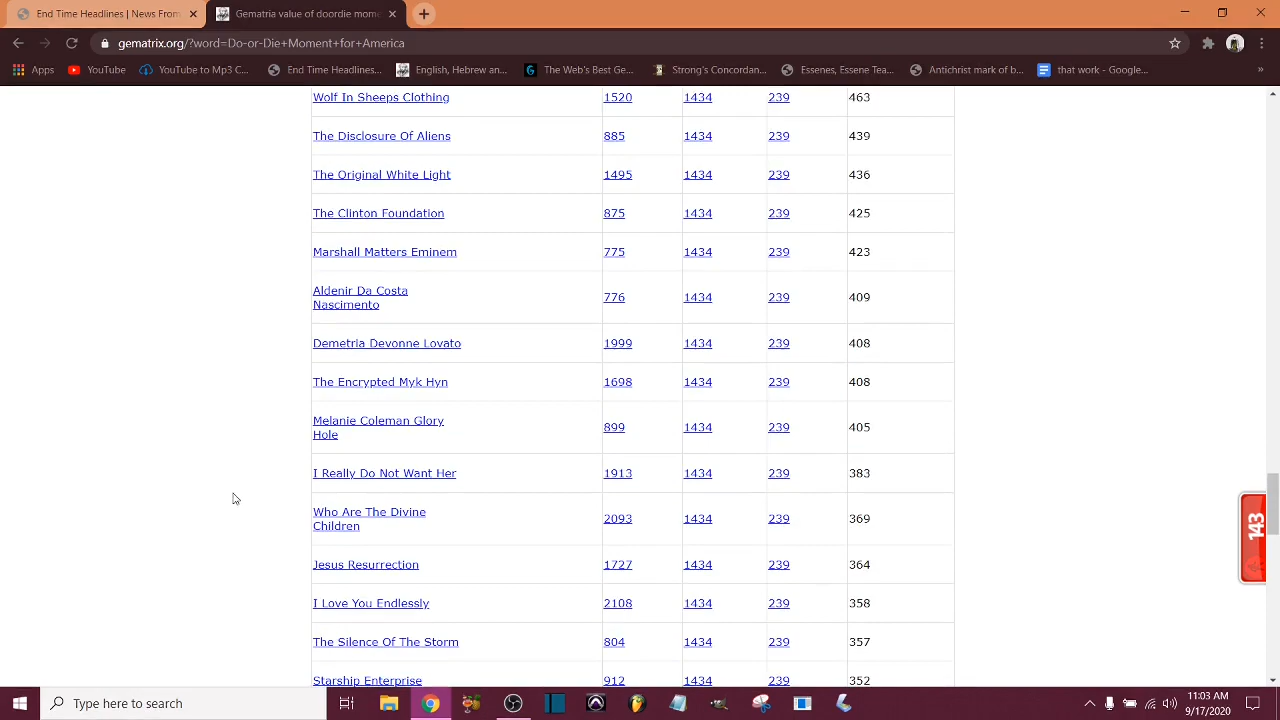 End Time Headlines | News From
Gematria value of doordie mome
gematrix.org/?word=Do-or-Die+Moment+for+America
Apps YouTube YouTube to Mp3 C... End Time Headlines... English, Hebrew an... The Web's Best Ge... Strong's Concordan... Essenes, Essene Tea... Antichrist mark of b... that work - Google...
Wolf In Sheeps Clothing 1520 1434 239 463
The Disclosure Of Aliens 885 1434 239 439
The Original White Light 1495 1434 239 436
The Clinton Foundation 875 1434 239 425
Marshall Matters Eminem 775 1434 239 423
Aldenir Da Costa
Nascimento 776 1434 239 409
Demetria Devonne Lovato 1999 1434 239 408
The Encrypted Myk Hyn 1698 1434 239 408
Melanie Coleman Glory
Hole 899 1434 239 405
I Really Do Not Want Her 1913 1434 239 383
Who Are The Divine
Children 2093 1434 239 369
Jesus Resurrection 1727 1434 239 364
I Love You Endlessly 2108 1434 239 358
The Silence Of The Storm 804 1434 239 357
Starship Enterprise 912 1434 239 352
143
Type here to search
11:03 AM
9/17/2020